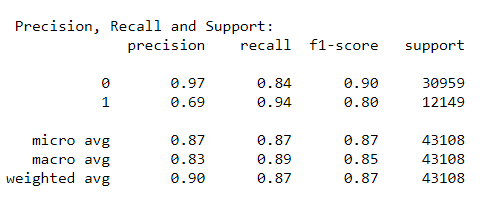 Precision, Recall and Support:
precision recall f1-score support
0 0.97 0.84 0.90 30959
1 0.69 0.94 0.80 12149
micro avg 0.87 0.87 0.87 43108
macro avg 0.83 0.89 0.85 43108
weighted avg 0.90 0.87 0.87 43108